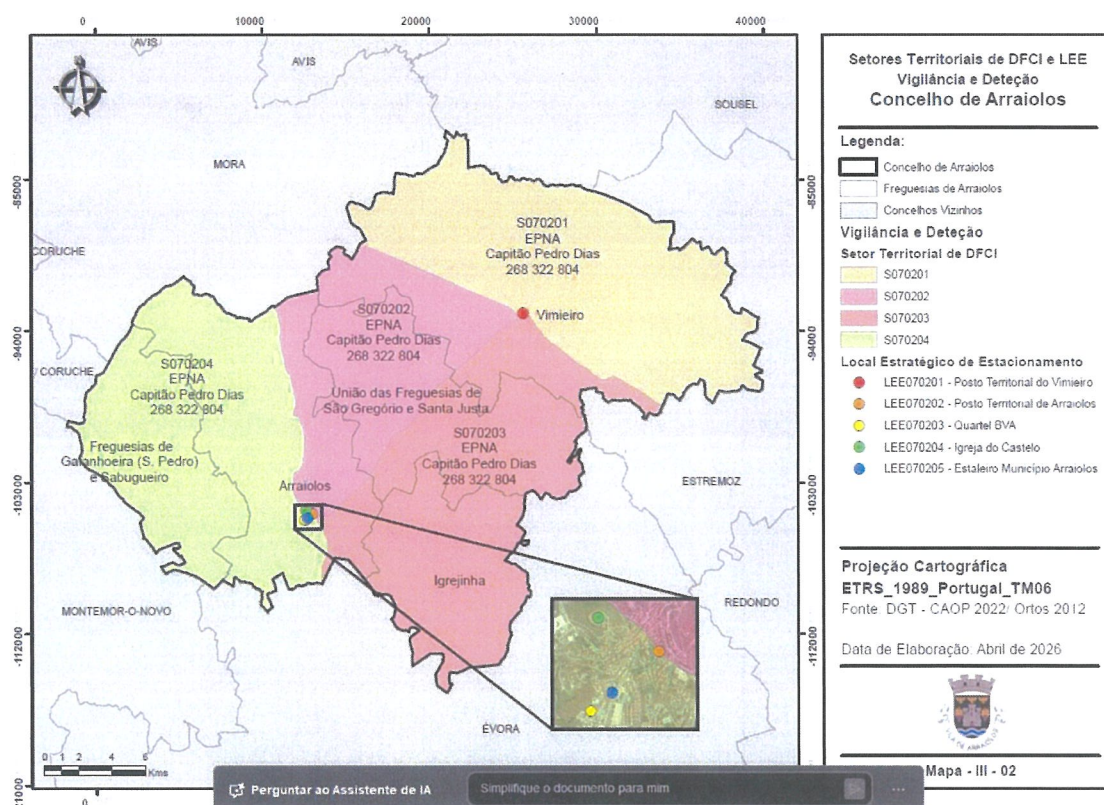 0 10000 20000 30000 40000
AVIS
AVIS
SOUSEL
MORA
CORUCHE
CORUCHE
-85000
-94000
-103000
-112000
-85000
-94000
-103000
-112000
21000
S070201
EPNA
Capitão Pedro Dias
268 322 804
Vimieiro
S070202
EPNA
Capitão Pedro Dias
268 322 804
S070204
EPNA
Capitão Pedro Dias
268 322 804
União das Freguesias de
São Gregório e Santa Justa
S070203
EPNA
Capitão Pedro Dias
268 322 804
Freguesias de
Gafanhoeira (S. Pedro)
e Sabugueiro
Arraiolos
ESTREMOZ
Igrejinha
REDONDO
MONTEMOR-O-NOVO
ÉVORA
0 1 2 4 6
Kms
0
Setores Territoriais de DFCI e LEE
Vigilância e Deteção
Concelho de Arraiolos
Legenda:
Concelho de Arraiolos
Freguesias de Arraiolos
Concelhos Vizinhos
Vigilância e Deteção
Setor Territorial de DFCI
S070201
S070202
S070203
S070204
Local Estratégico de Estacionamento
LEE070201 - Posto Territorial do Vimieiro
LEE070202 - Posto Territorial de Arraiolos
LEE070203 - Quartel BVA
LEE070204 - Igreja do Castelo
LEE070205 - Estaleiro Município Arraiolos
Projeção Cartográfica
ETRS_1989_Portugal_TM06
Fonte: DGT - CAOP 2022; Ortos 2012
Data de Elaboração: Abril de 2026
VILA DE ARRAIOLOS
Mapa - III - 02
Perguntar ao Assistente de IA
Simplifique o documento para mim